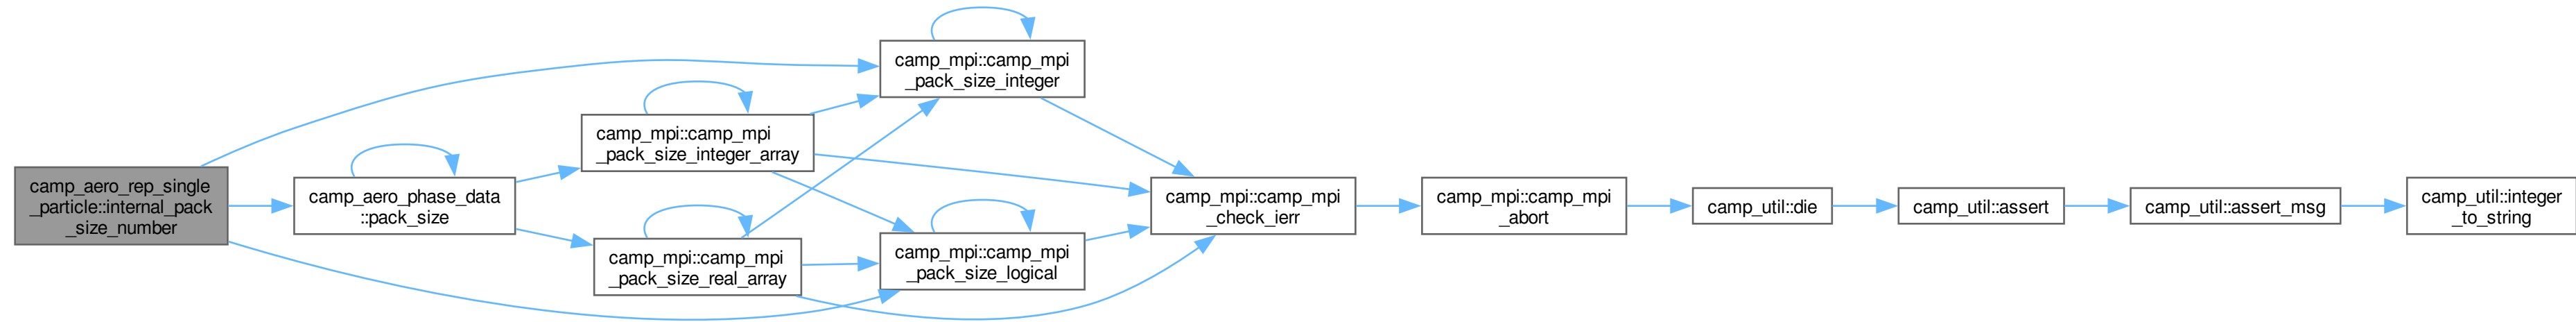 camp_aero_rep_single
_particle::internal_pack
_size_number
camp_aero_phase_data
::pack_size
camp_mpi::camp_mpi
_pack_size_integer_array
camp_mpi::camp_mpi
_pack_size_real_array
camp_mpi::camp_mpi
_pack_size_integer
camp_mpi::camp_mpi
_pack_size_logical
camp_mpi::camp_mpi
_check_ierr
camp_mpi::camp_mpi
_abort
camp_util::die
camp_util::assert
camp_util::assert_msg
camp_util::integer
_to_string